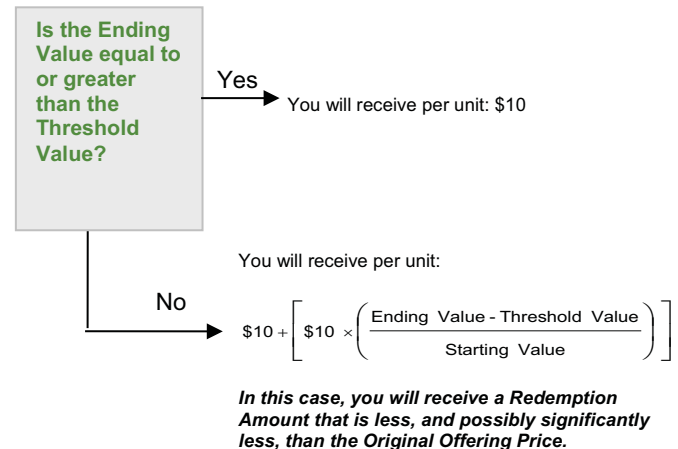 Is the Ending
Value equal to
or greater
than the
Threshold
Value?
Yes
You will receive per unit: $10
No
You will receive per unit:
$10 + [ $10 × ( Ending Value - Threshold Value / Starting Value ) ]
In this case, you will receive a Redemption
Amount that is less, and possibly significantly
less, than the Original Offering Price.